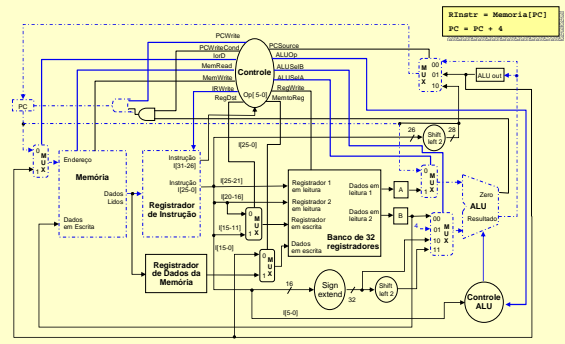 RInstr = Memoria[PC]
PC = PC + 4
PCWrite
PCWriteCond
IorD
MemRead
MemWrite
IRWrite
RegDst
Controle
Op[ 5-0]
PCSource
ALUOp
ALUSelB
ALUSelA
RegWrite
MemtoReg
M
U
X
00
01
10
ALU out
PC
I[25-0]
26
Shift
left 2
28
0
M
U
X
1
Endereço
Memória
Dados
Lidos
Dados
em Escrita
Instrução
I[31-26]
Instrução
I[25-0]
Registrador
de Instrução
I[25-21]
I[20-16]
I[15-11]
I[15-0]
0
M
U
X
1
Registrador 1
em leitura
Registrador 2
em leitura
Registrador
em escrita
Dados
em escrita
Dados em
leitura 1
Dados em
leitura 2
Banco de 32
registradores
A
B
0
M
U
X
1
4
00
01
10
11
M
U
X
Zero
ALU
Resultado
Registrador
de Dados da
Memória
0
M
U
X
1
16
Sign
extend
32
Shift
left 2
Controle
ALU
I[5-0]